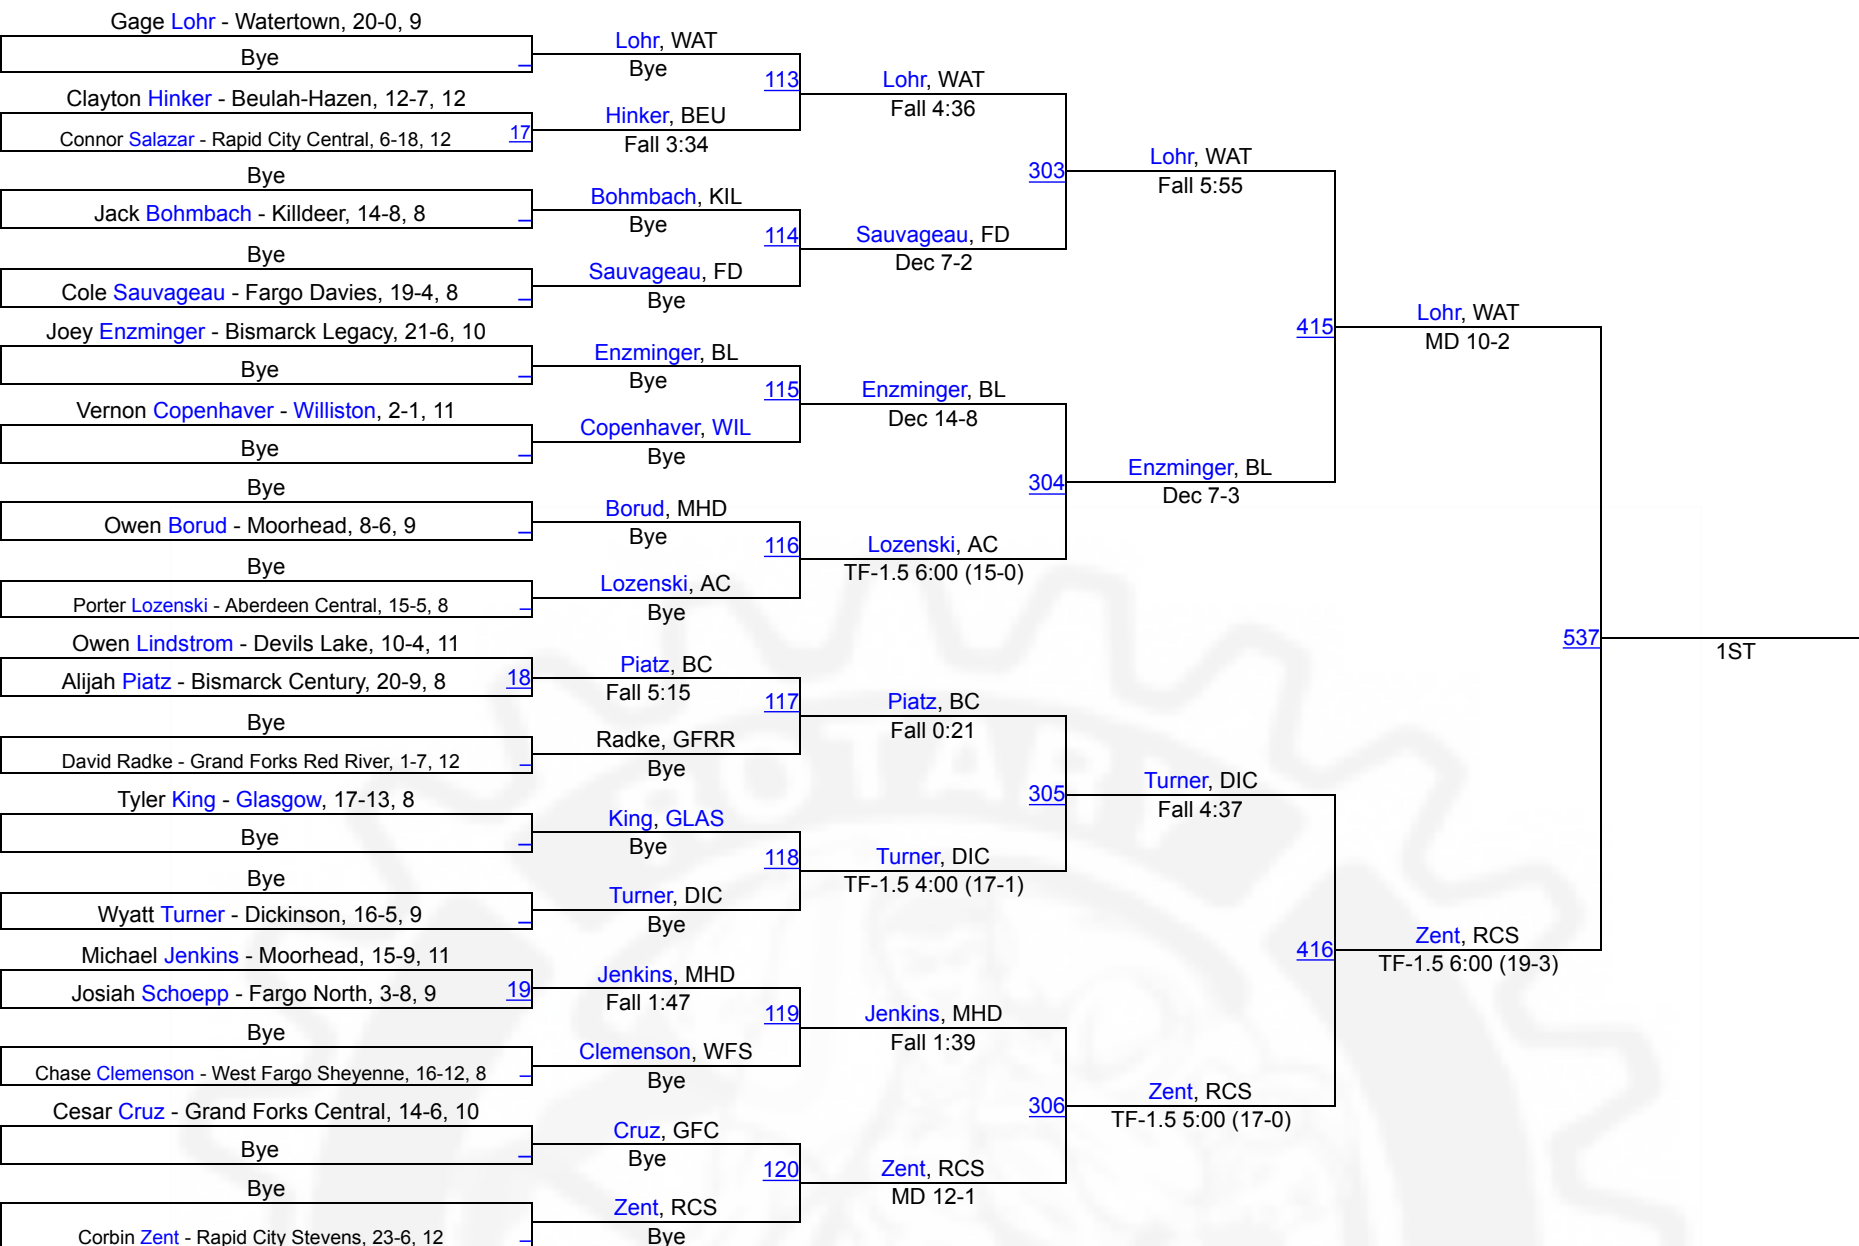 Gage Lohr - Watertown, 20-0, 9
Bye
Clayton Hinker - Beulah-Hazen, 12-7, 12
Connor Salazar - Rapid City Central, 6-18, 12
17
Bye
Jack Bohmbach - Killdeer, 14-8, 8
Bye
Cole Sauvageau - Fargo Davies, 19-4, 8
Joey Enzminger - Bismarck Legacy, 21-6, 10
Bye
Vernon Copenhaver - Williston, 2-1, 11
Bye
Bye
Owen Borud - Moorhead, 8-6, 9
Bye
Porter Lozenski - Aberdeen Central, 15-5, 8
Owen Lindstrom - Devils Lake, 10-4, 11
Alijah Piatz - Bismarck Century, 20-9, 8
18
Bye
David Radke - Grand Forks Red River, 1-7, 12
Tyler King - Glasgow, 17-13, 8
Bye
Bye
Wyatt Turner - Dickinson, 16-5, 9
Michael Jenkins - Moorhead, 15-9, 11
Josiah Schoepp - Fargo North, 3-8, 9
19
Bye
Chase Clemenson - West Fargo Sheyenne, 16-12, 8
Cesar Cruz - Grand Forks Central, 14-6, 10
Bye
Bye
Corbin Zent - Rapid City Stevens, 23-6, 12
Lohr, WAT
Bye
113
Hinker, BEU
Fall 3:34
Bohmbach, KIL
Bye
114
Sauvageau, FD
Bye
Enzminger, BL
Bye
115
Copenhaver, WIL
Bye
Borud, MHD
Bye
116
Lozenski, AC
Bye
Piatz, BC
Fall 5:15
117
Radke, GFRR
Bye
King, GLAS
Bye
118
Turner, DIC
Bye
Jenkins, MHD
Fall 1:47
119
Clemenson, WFS
Bye
Cruz, GFC
Bye
120
Zent, RCS
Bye
Lohr, WAT
Fall 4:36
303
Sauvageau, FD
Dec 7-2
Enzminger, BL
Dec 14-8
304
Lozenski, AC
TF-1.5 6:00 (15-0)
Piatz, BC
Fall 0:21
305
Turner, DIC
TF-1.5 4:00 (17-1)
Jenkins, MHD
Fall 1:39
306
Zent, RCS
MD 12-1
Lohr, WAT
Fall 5:55
415
Enzminger, BL
Dec 7-3
Turner, DIC
Fall 4:37
416
Zent, RCS
TF-1.5 5:00 (17-0)
Lohr, WAT
MD 10-2
537
Zent, RCS
TF-1.5 6:00 (19-3)
1ST
ROTARY